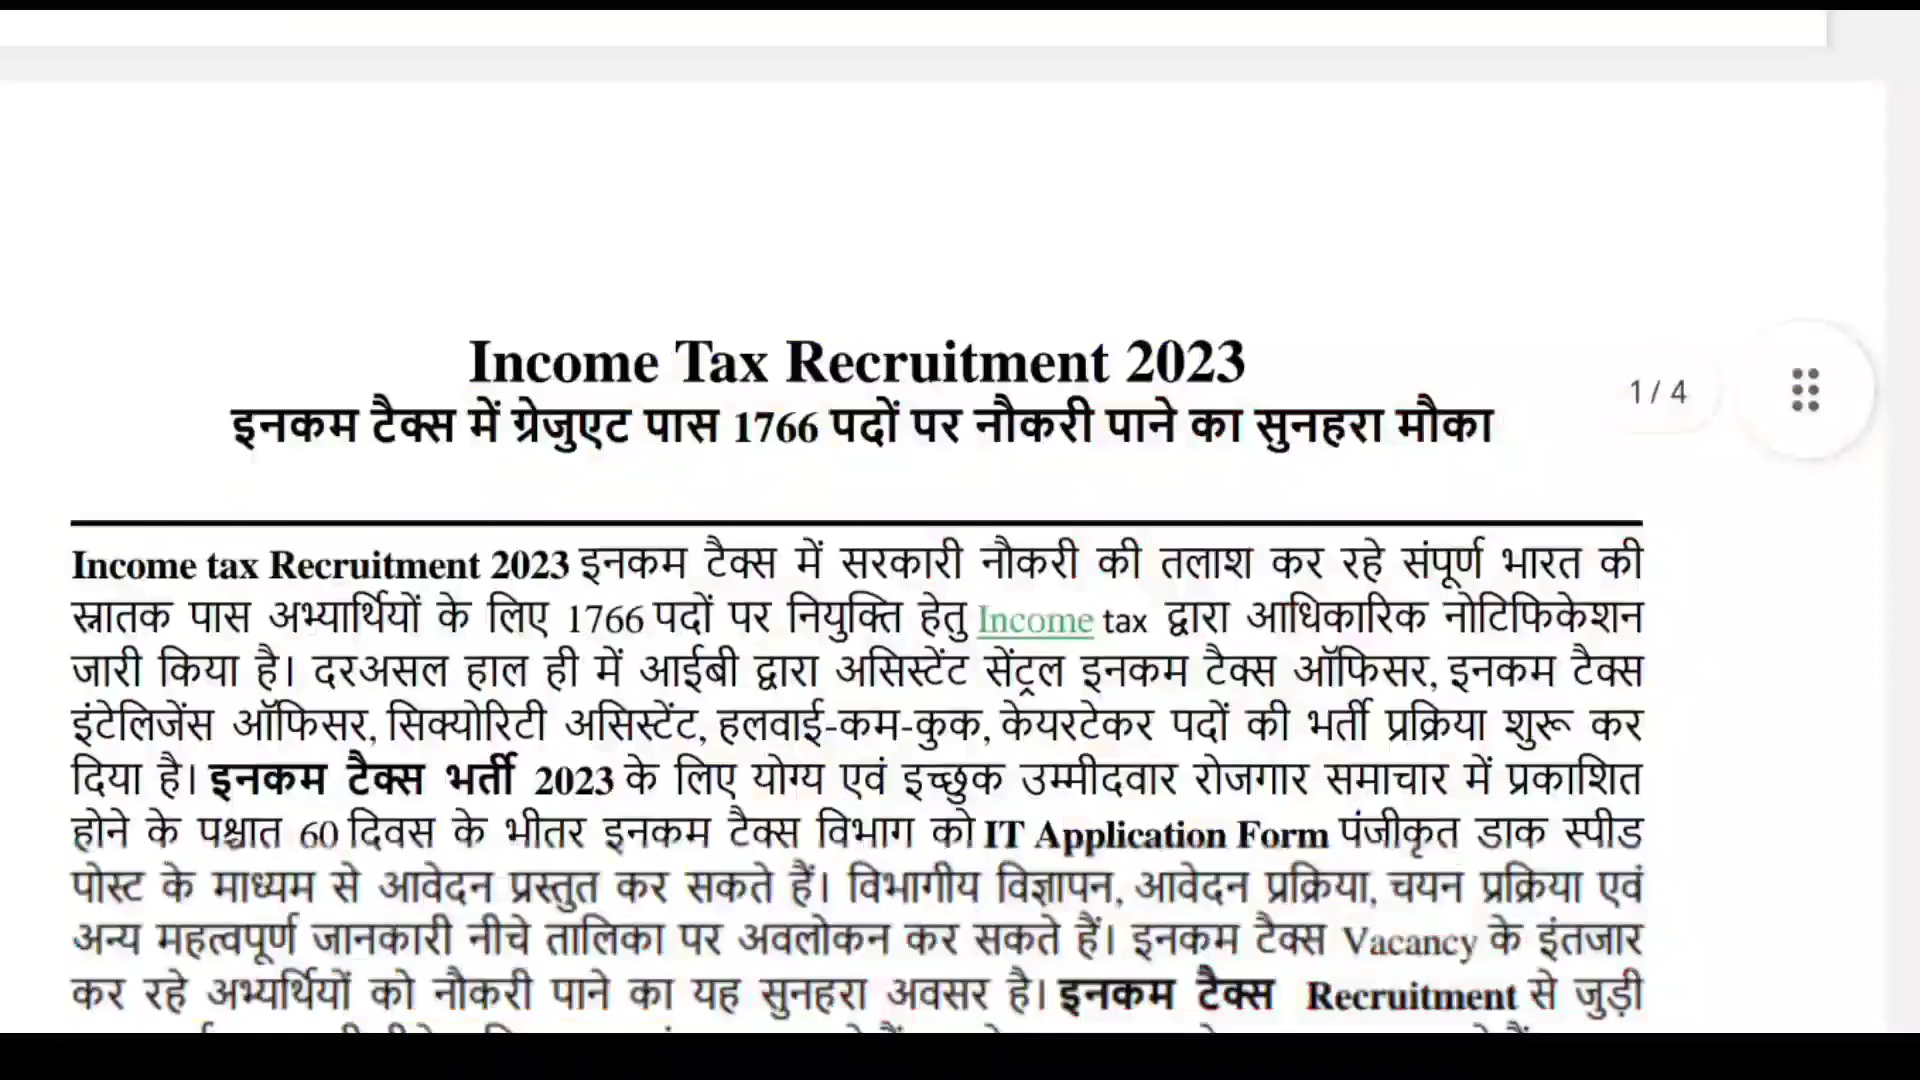 Income Tax Recruitment 2023
इनकम टैक्स में ग्रेजुएट पास 1766 पदों पर नौकरी पाने का सुनहरा मौका
1 / 4
Income tax Recruitment 2023 इनकम टैक्स में सरकारी नौकरी की तलाश कर रहे संपूर्ण भारत की
स्नातक पास अभ्यार्थियों के लिए 1766 पदों पर नियुक्ति हेतु Income tax द्वारा आधिकारिक नोटिफिकेशन
जारी किया है। दरअसल हाल ही में आईबी द्वारा असिस्टेंट सेंट्रल इनकम टैक्स ऑफिसर, इनकम टैक्स
इंटेलिजेंस ऑफिसर, सिक्योरिटी असिस्टेंट, हलवाई-कम-कुक, केयरटेकर पदों की भर्ती प्रक्रिया शुरू कर
दिया है। इनकम टैक्स भर्ती 2023 के लिए योग्य एवं इच्छुक उम्मीदवार रोजगार समाचार में प्रकाशित
होने के पश्चात 60 दिवस के भीतर इनकम टैक्स विभाग को IT Application Form पंजीकृत डाक स्पीड
पोस्ट के माध्यम से आवेदन प्रस्तुत कर सकते हैं। विभागीय विज्ञापन, आवेदन प्रक्रिया, चयन प्रक्रिया एवं
अन्य महत्वपूर्ण जानकारी नीचे तालिका पर अवलोकन कर सकते हैं। इनकम टैक्स Vacancy के इंतजार
कर रहे अभ्यर्थियों को नौकरी पाने का यह सुनहरा अवसर है। इनकम टैक्स Recruitment से जुड़ी